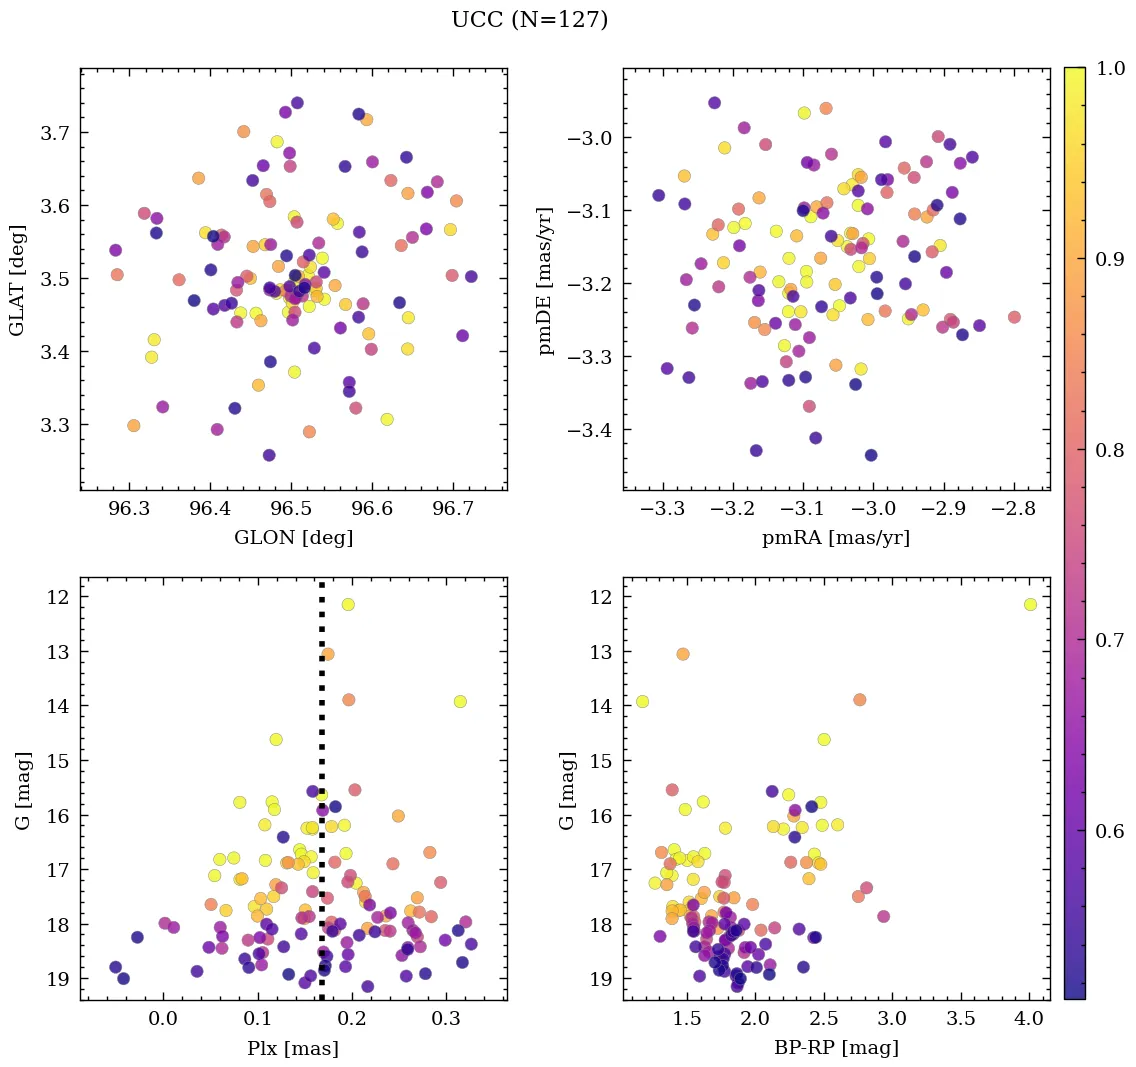 UCC (N=127)
3.7
3.6
3.5
3.4
3.3
GLAT [deg]
96.3 96.4 96.5 96.6 96.7
GLON [deg]
−3.0
−3.1
−3.2
−3.3
−3.4
pmDE [mas/yr]
−3.3 −3.2 −3.1 −3.0 −2.9 −2.8
pmRA [mas/yr]
12
13
14
15
16
17
18
19
G [mag]
0.0 0.1 0.2 0.3
Plx [mas]
12
13
14
15
16
17
18
19
G [mag]
1.5 2.0 2.5 3.0 3.5 4.0
BP-RP [mag]
1.0
0.9
0.8
0.7
0.6